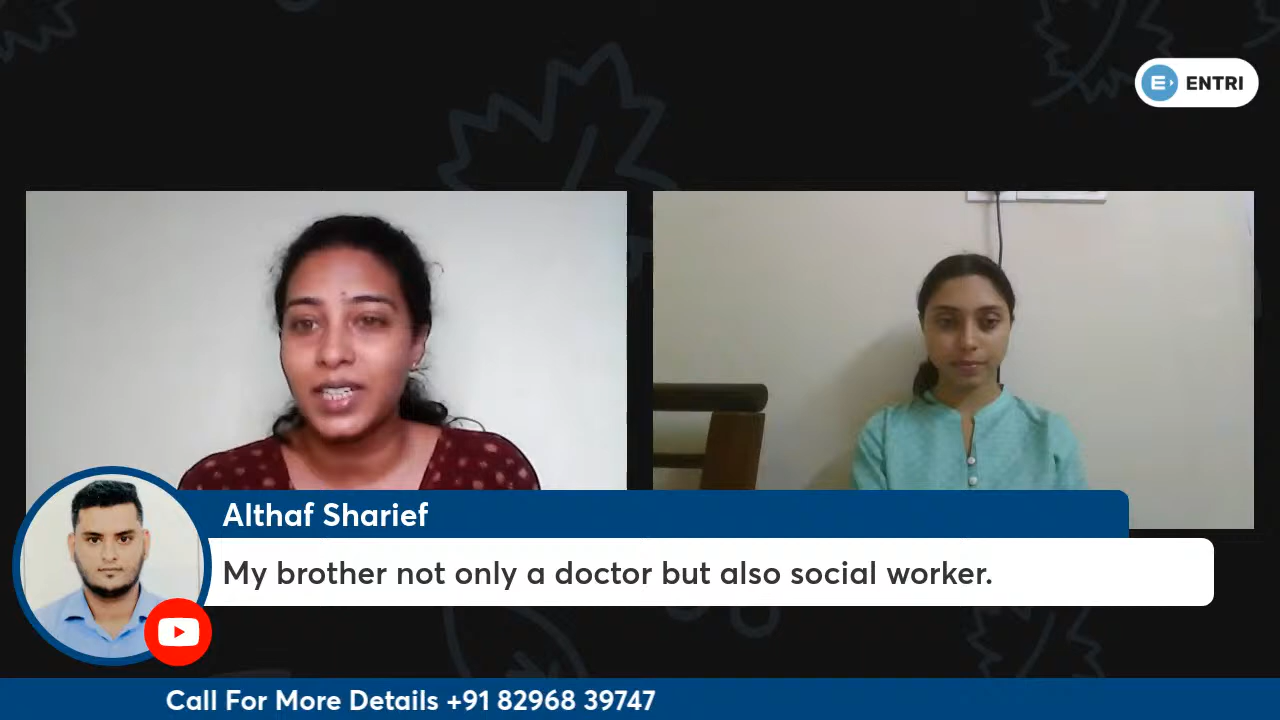 ENTRI
Althaf Sharief
My brother not only a doctor but also social worker.
Call For More Details +91 82968 39747